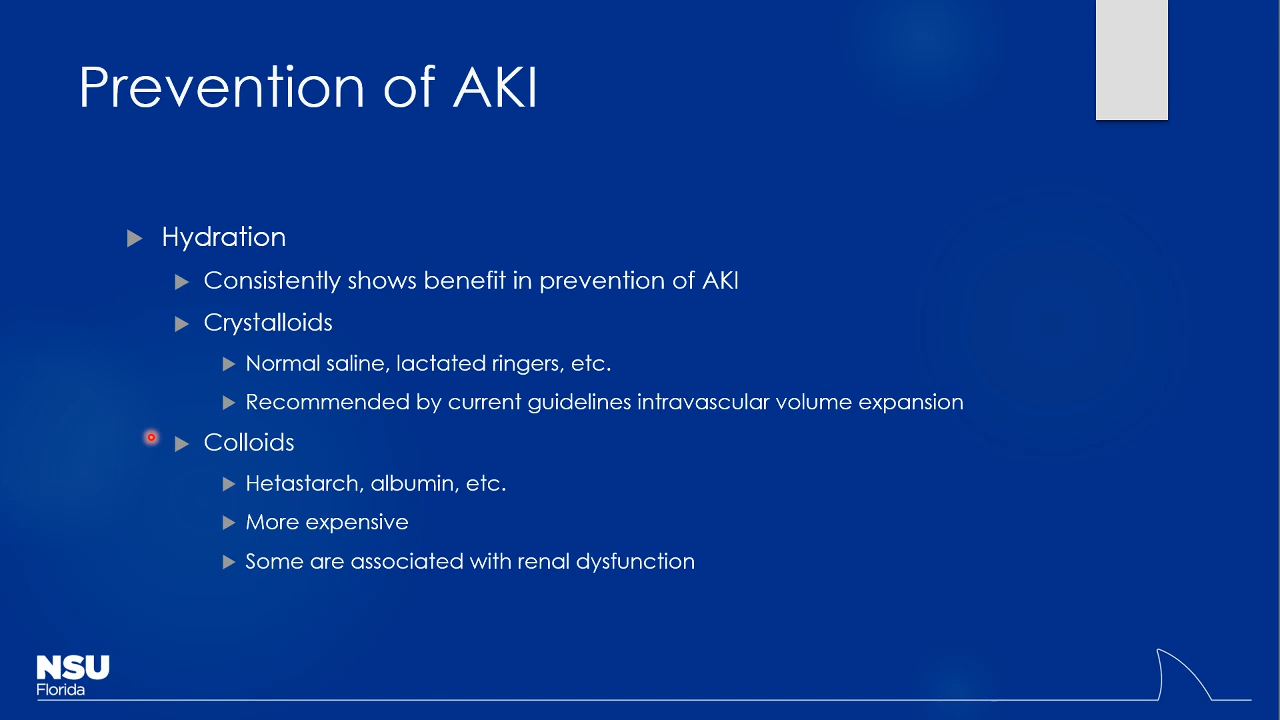 Prevention of AKI
Hydration
Consistently shows benefit in prevention of AKI
Crystalloids
Normal saline, lactated ringers, etc.
Recommended by current guidelines intravascular volume expansion
Colloids
Hetastarch, albumin, etc.
More expensive
Some are associated with renal dysfunction
NSU
Florida